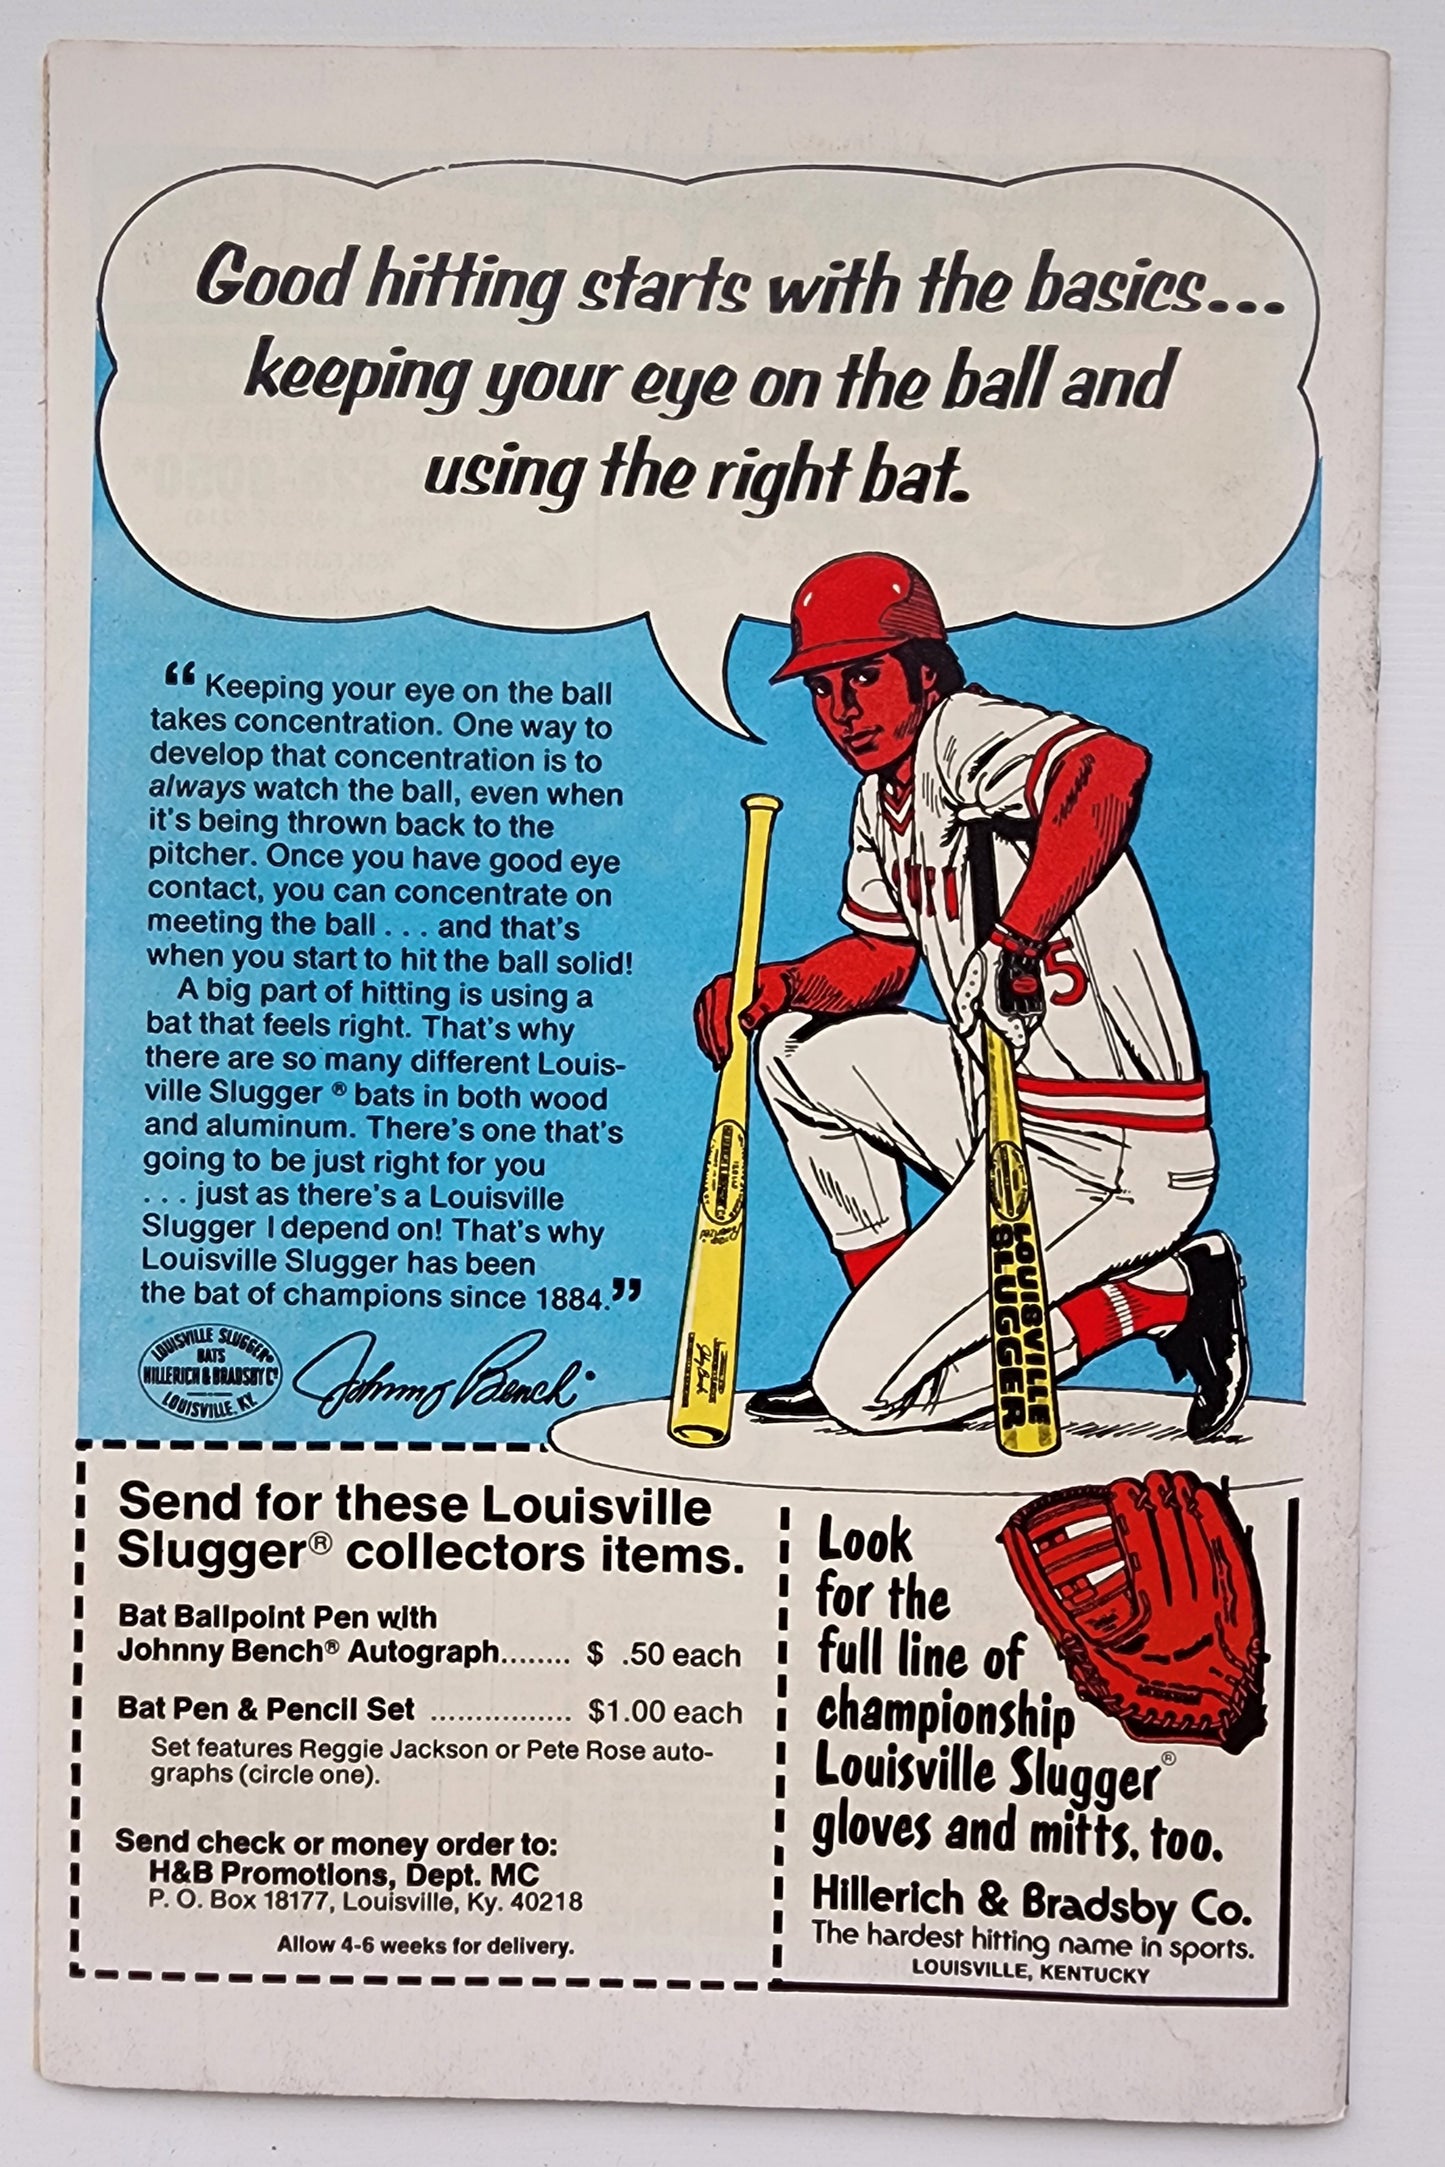 Good hitting starts with the basics...
keeping your eye on the ball and
using the right bat.
“Keeping your eye on the ball
takes concentration. One way to
develop that concentration is to
always watch the ball, even when
it's being thrown back to the
pitcher. Once you have good eye
contact, you can concentrate on
meeting the ball . . . and that's
when you start to hit the ball solid!
A big part of hitting is using a
bat that feels right. That's why
there are so many different Louis-
ville Slugger ® bats in both wood
and aluminum. There's one that's
going to be just right for you
. . . just as there's a Louisville
Slugger I depend on! That's why
Louisville Slugger has been
the bat of champions since 1884.”
LOUISVILLE SLUGGER
BATS
HILLERICH & BRADSBY Cº
LOUISVILLE, KY.
Johnny Bench
5
LOUISVILLE
SLUGGER
Send for these Louisville
Slugger® collectors items.
Bat Ballpoint Pen with
Johnny Bench® Autograph........ $ .50 each
Bat Pen & Pencil Set ................. $1.00 each
Set features Reggie Jackson or Pete Rose auto-
graphs (circle one).
Send check or money order to:
H&B Promotions, Dept. MC
P. O. Box 18177, Louisville, Ky. 40218
Allow 4-6 weeks for delivery.
Look
for the
full line of
championship
Louisville Slugger®
gloves and mitts, too.
Hillerich & Bradsby Co.
The hardest hitting name in sports.
LOUISVILLE, KENTUCKY